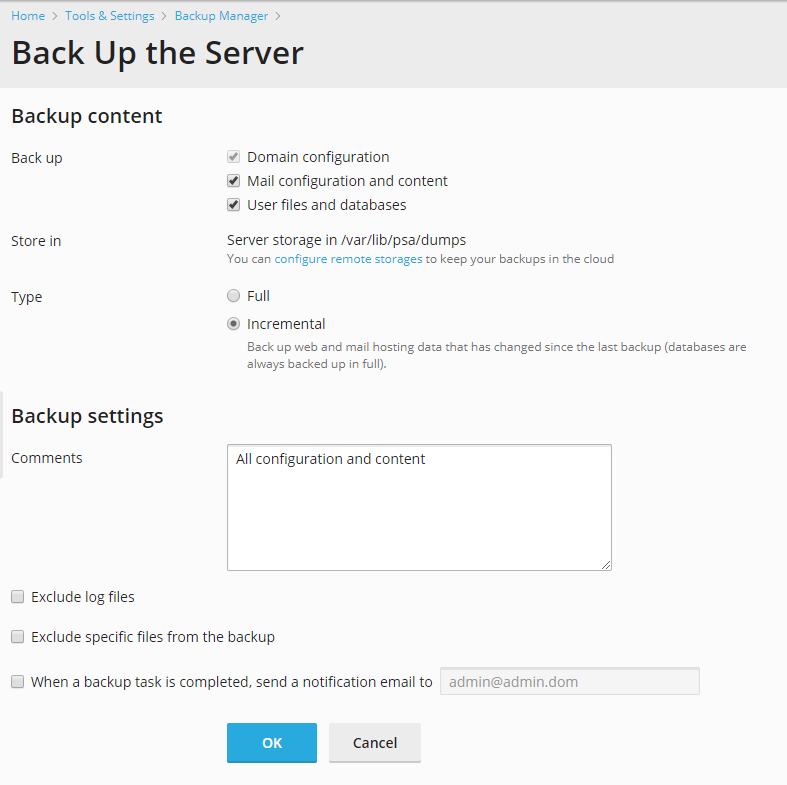 Home > Tools & Settings > Backup Manager >
Back Up the Server
Backup content
Back up
Domain configuration
Mail configuration and content
User files and databases
Store in
Server storage in /var/lib/psa/dumps
You can configure remote storages to keep your backups in the cloud
Type
Full
Incremental
Back up web and mail hosting data that has changed since the last backup (databases are
always backed up in full).
Backup settings
Comments
All configuration and content
Exclude log files
Exclude specific files from the backup
When a backup task is completed, send a notification email to admin@admin.dom
OK Cancel